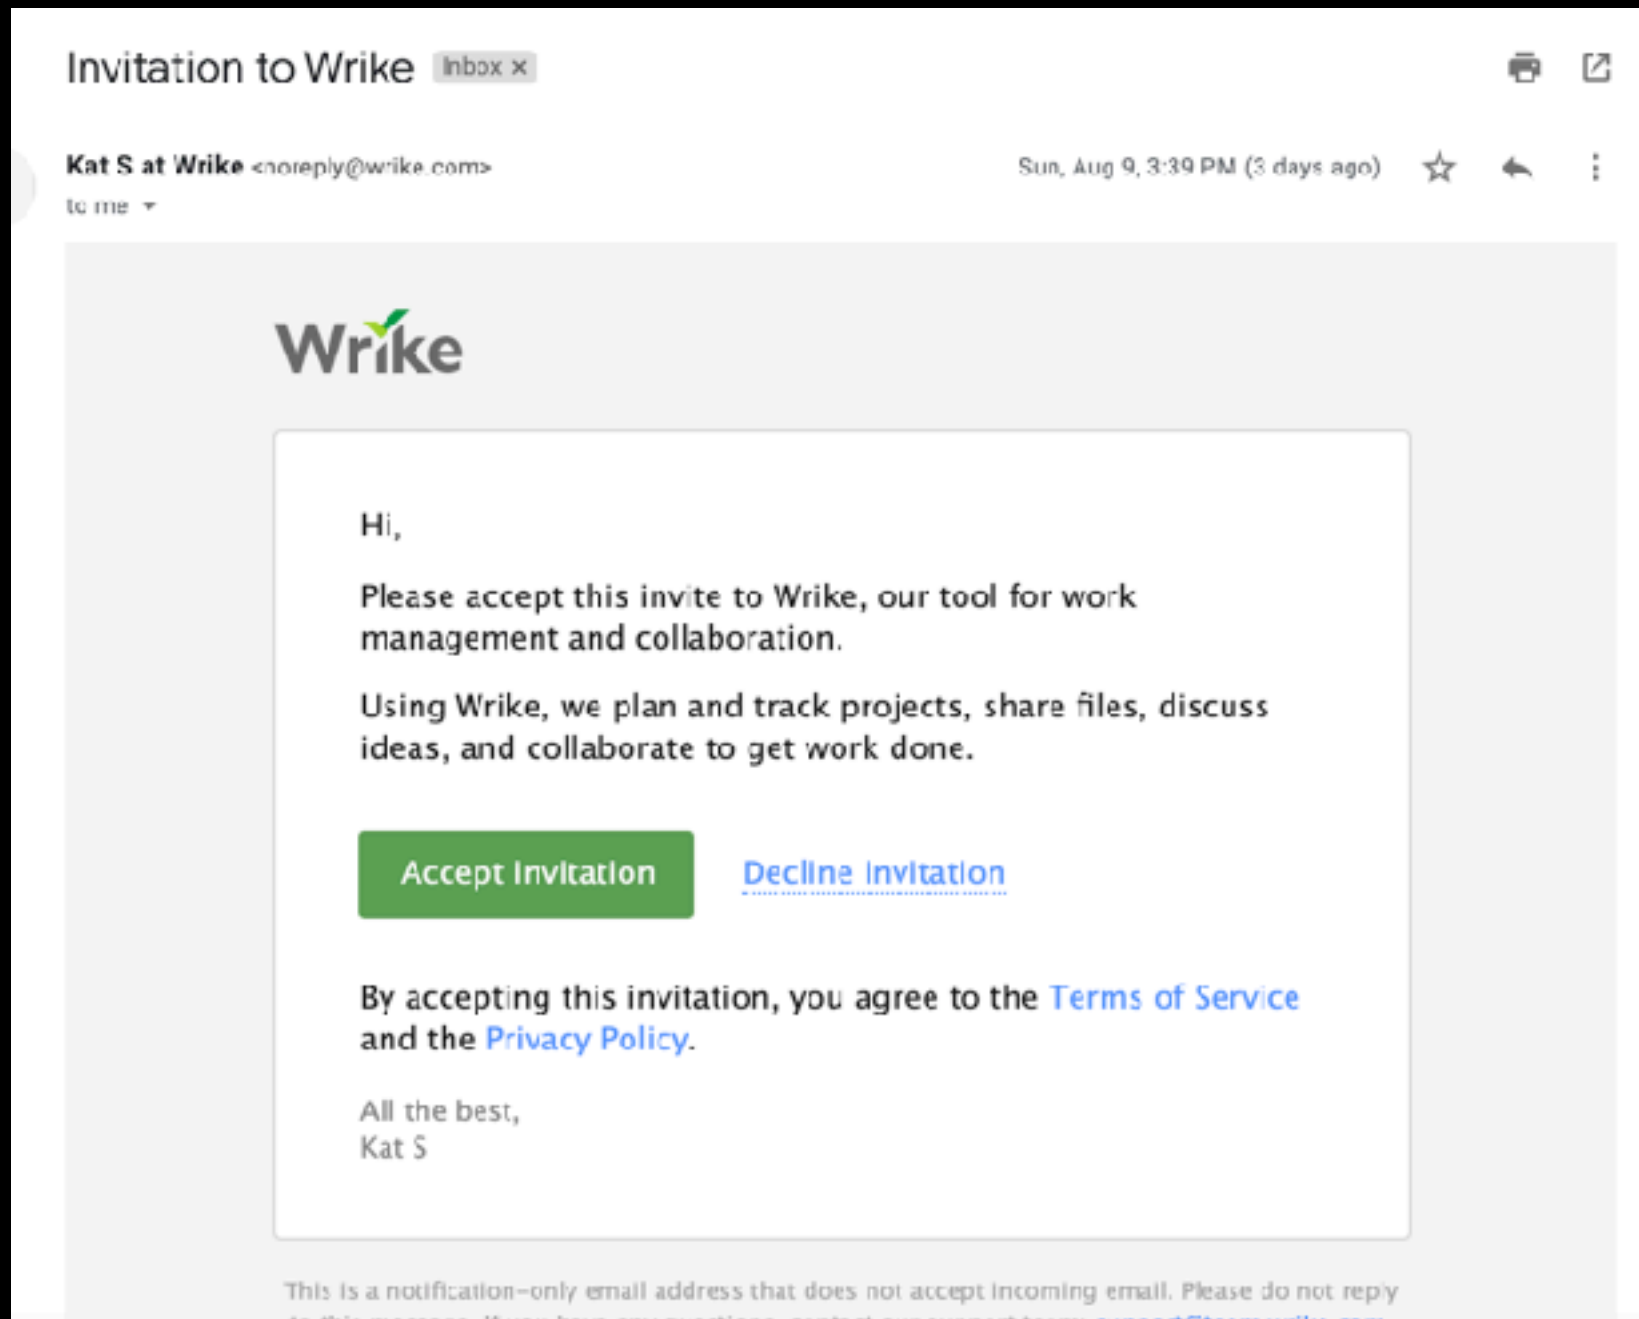 Invitation to Wrike Inbox ×
Kat S at Wrike <noreply@wrike.com> Sun, Aug 9, 3:39 PM (3 days ago)
to me
Wrike
Hi,
Please accept this invite to Wrike, our tool for work
management and collaboration.
Using Wrike, we plan and track projects, share files, discuss
ideas, and collaborate to get work done.
Accept Invitation Decline Invitation
By accepting this invitation, you agree to the Terms of Service
and the Privacy Policy.
All the best,
Kat S
This is a notification-only email address that does not accept incoming email. Please do not reply